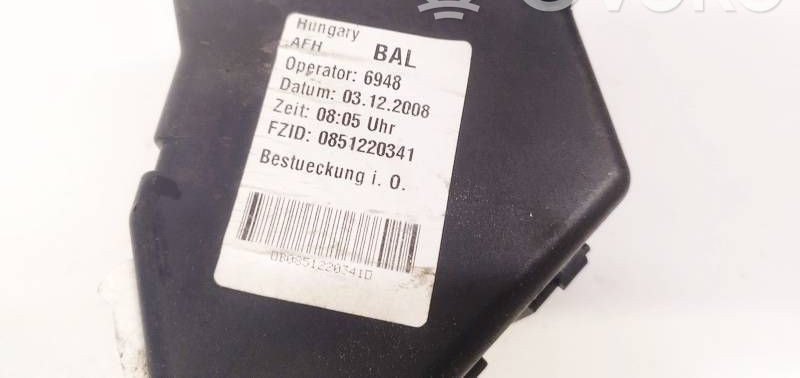 Hungary
AFH BAL
Operator: 6948
Datum: 03.12.2008
Zeit: 08:05 Uhr
FZID: 0851220341
Bestueckung i. O.
0B0851220341D